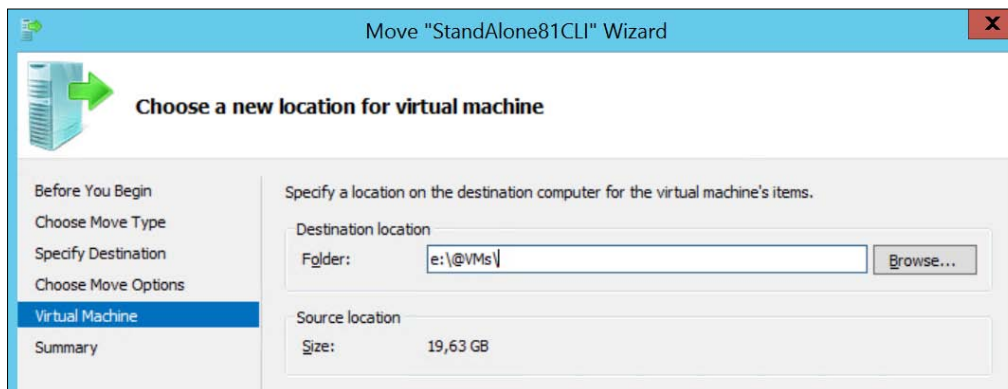 Move "StandAlone81CLI" Wizard
X
Choose a new location for virtual machine
Before You Begin
Choose Move Type
Specify Destination
Choose Move Options
Virtual Machine
Summary
Specify a location on the destination computer for the virtual machine's items.
Destination location
Folder: e:\@VMs\ Browse...
Source location
Size: 19,63 GB